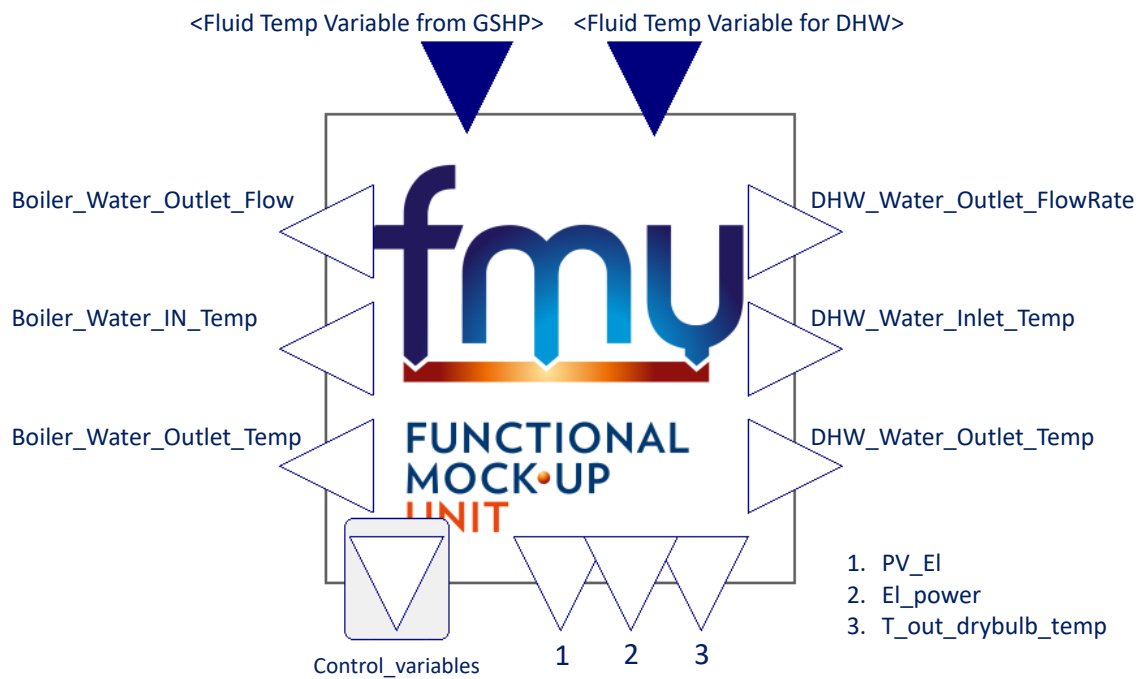 <Fluid Temp Variable from GSHP> <Fluid Temp Variable for DHW>
Boiler_Water_Outlet_Flow
DHW_Water_Outlet_FlowRate
fmu
Boiler_Water_IN_Temp
DHW_Water_Inlet_Temp
Boiler_Water_Outlet_Temp
DHW_Water_Outlet_Temp
FUNCTIONAL
MOCK•UP
UNIT
1. PV_El
2. El_power
3. T_out_drybulb_temp
Control_variables
1 2 3